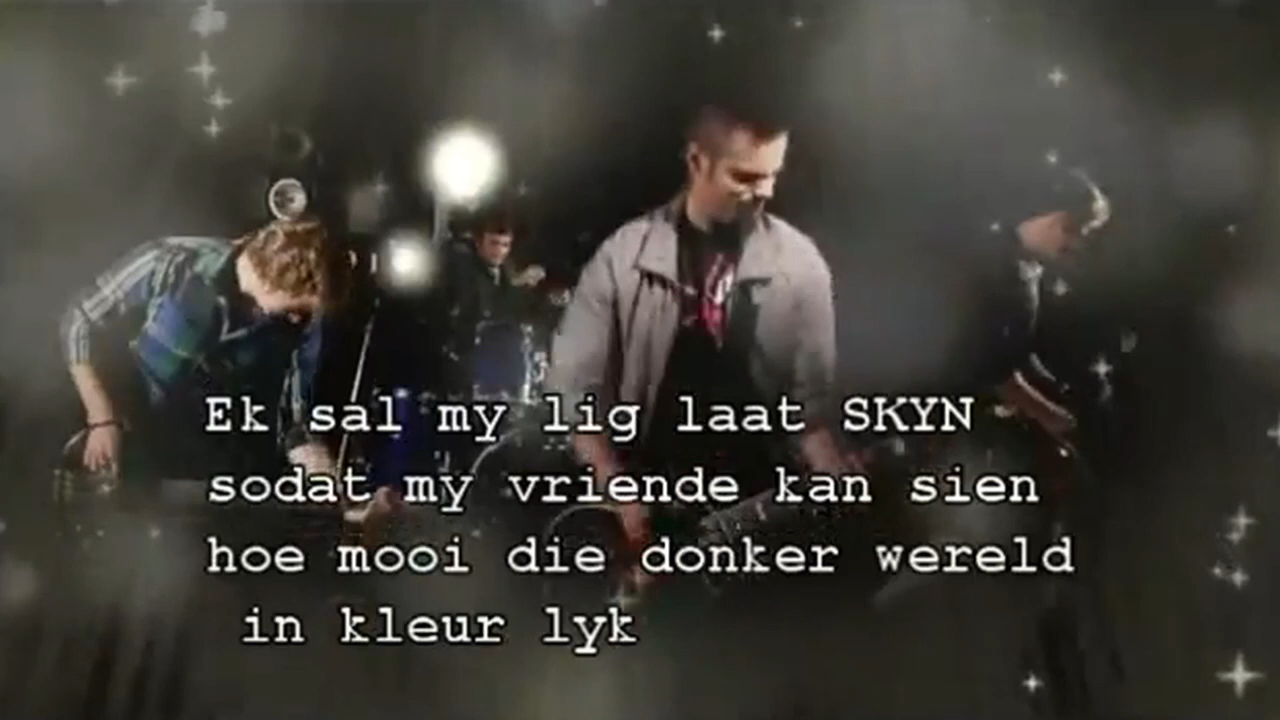 Ek sal my lig laat SKYN
sodat my vriende kan sien
hoe mooi die donker wereld
in kleur lyk